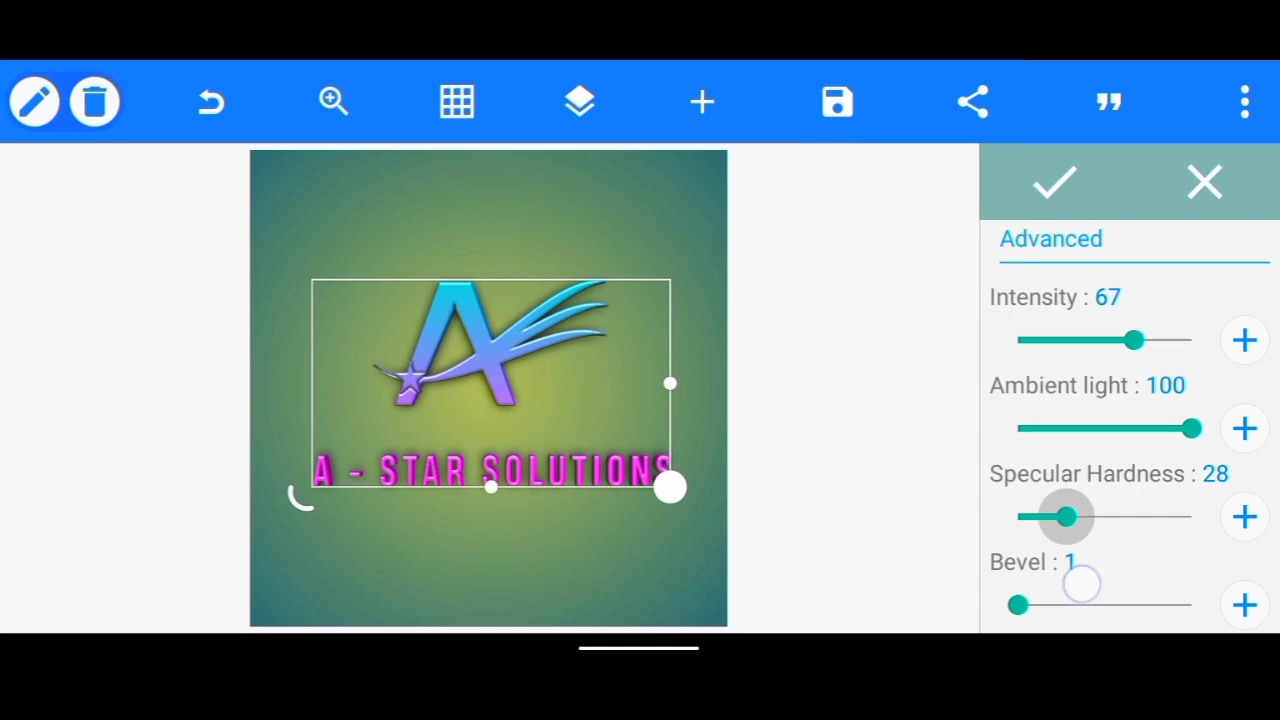 Advanced
Intensity : 67
Ambient light : 100
Specular Hardness : 28
Bevel : 1
A
A - STAR SOLUTIONS